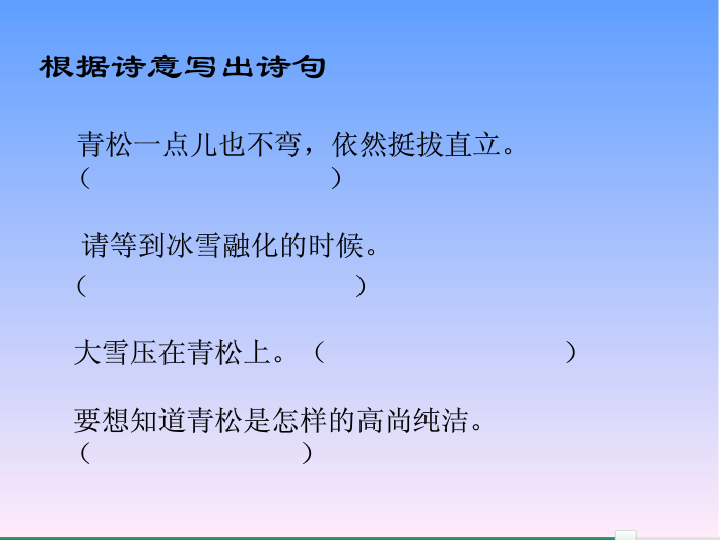 根据诗意写出诗句
青松一点儿也不弯，依然挺拔直立。
（ ）
请等到冰雪融化的时候。
（ ）
大雪压在青松上。（ ）
要想知道青松是怎样的高尚纯洁。
（ ）